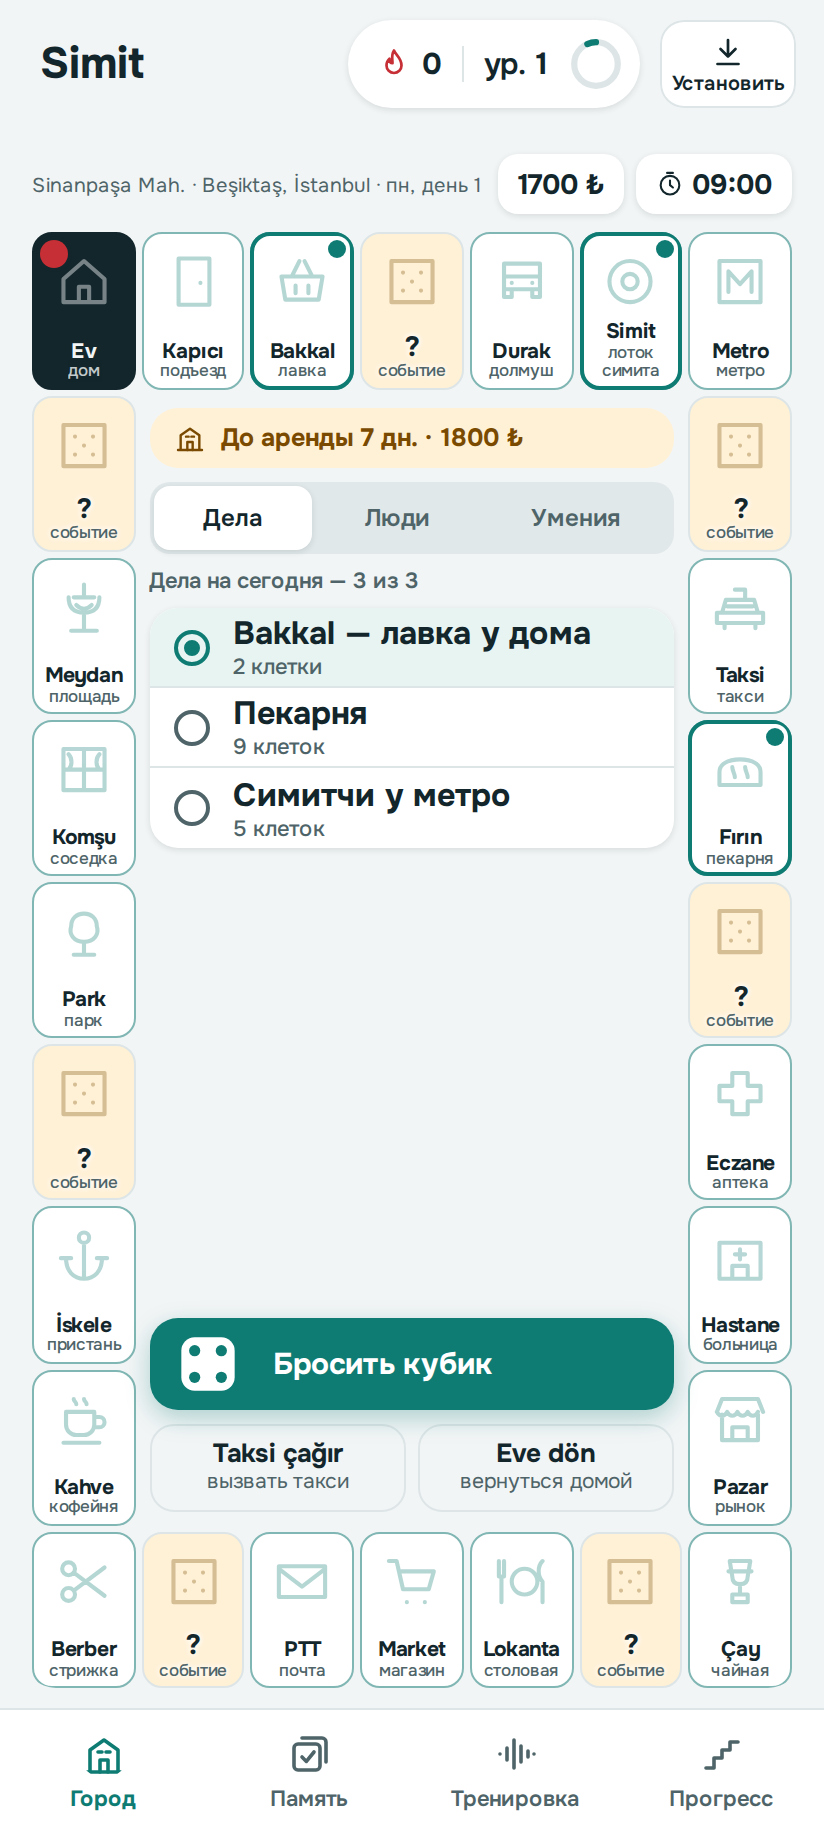 Simit
0
ур. 1
Установить
Sinanpaşa Mah. · Beşiktaş, İstanbul · пн, день 1
1700 ₺
09:00
Ev
дом
Kapıcı
подъезд
Bakkal
лавка
?
событие
Durak
долмуш
Simit
лоток
симита
Metro
метро
?
событие
До аренды 7 дн. · 1800 ₺
?
событие
Дела
Люди
Умения
Дела на сегодня — 3 из 3
Meydan
площадь
Bakkal — лавка у дома
2 клетки
Taksi
такси
Пекарня
9 клеток
Komşu
соседка
Симитчи у метро
5 клеток
Fırın
пекарня
Park
парк
?
событие
?
событие
Eczane
аптека
İskele
пристань
Hastane
больница
Бросить кубик
Kahve
кофейня
Taksi çağır
вызвать такси
Eve dön
вернуться домой
Pazar
рынок
Berber
стрижка
?
событие
PTT
почта
Market
магазин
Lokanta
столовая
?
событие
Çay
чайная
Город
Память
Тренировка
Прогресс